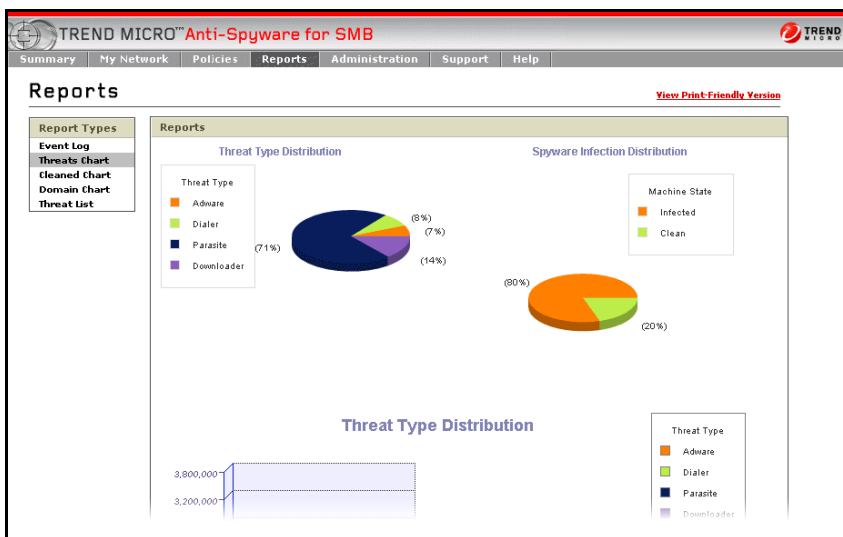 TREND MICRO™ Anti-Spyware for SMB
TREND MICRO
Summary My Network Policies Reports Administration Support Help
Reports
View Print-Friendly Version
Report Types
Event Log
Threats Chart
Cleaned Chart
Domain Chart
Threat List
Reports
Threat Type Distribution
Threat Type
Adware
Dialer
Parasite
Downloader
(8%)
(7%)
(71%)
(14%)
Spyware Infection Distribution
Machine State
Infected
Clean
(80%)
(20%)
Threat Type Distribution
Threat Type
Adware
Dialer
Parasite
Downloader
3,800,000
3,200,000